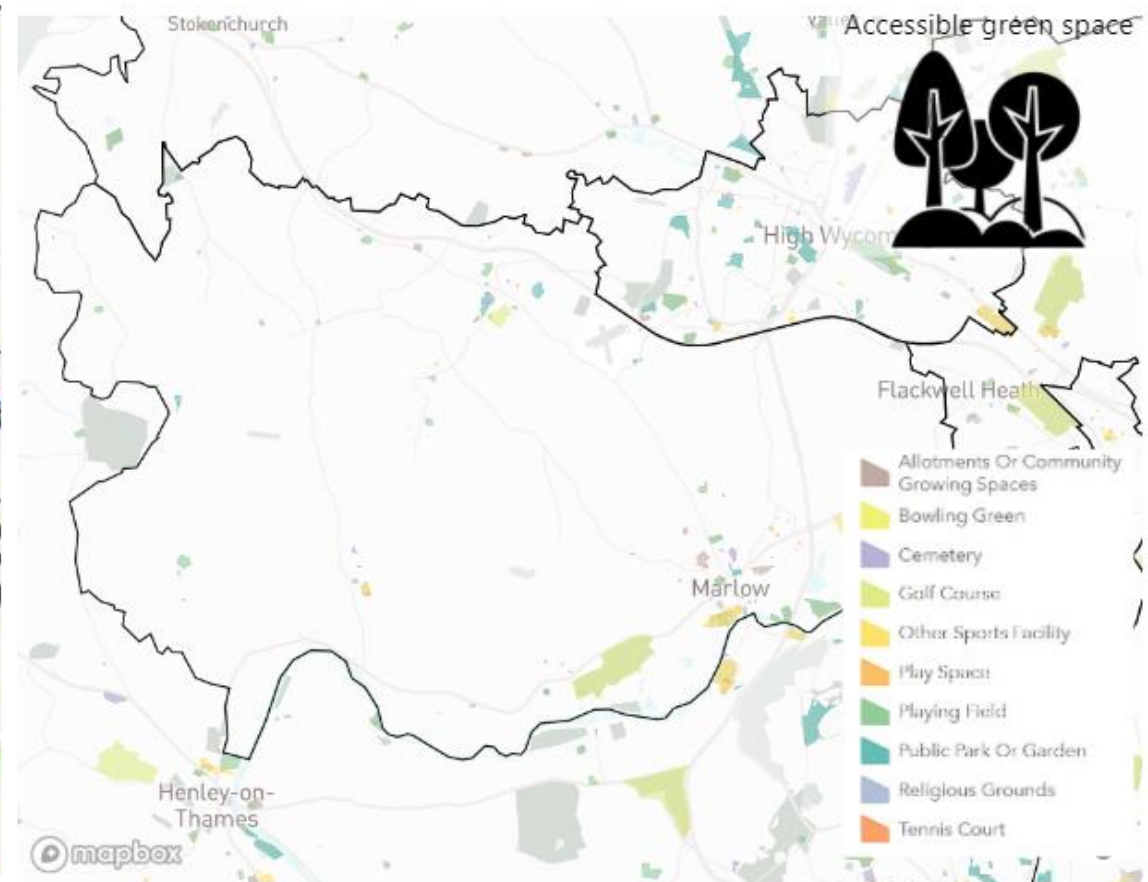 Accessible green space
Stokenchurch
High Wycom
Flackwell Heath
Marlow
Henley-on-
Thames
Allotments Or Community
Growing Spaces
Bowling Green
Cemetery
Golf Course
Other Sports Facility
Play Space
Playing Field
Public Park Or Garden
Religious Grounds
Tennis Court
mapbox